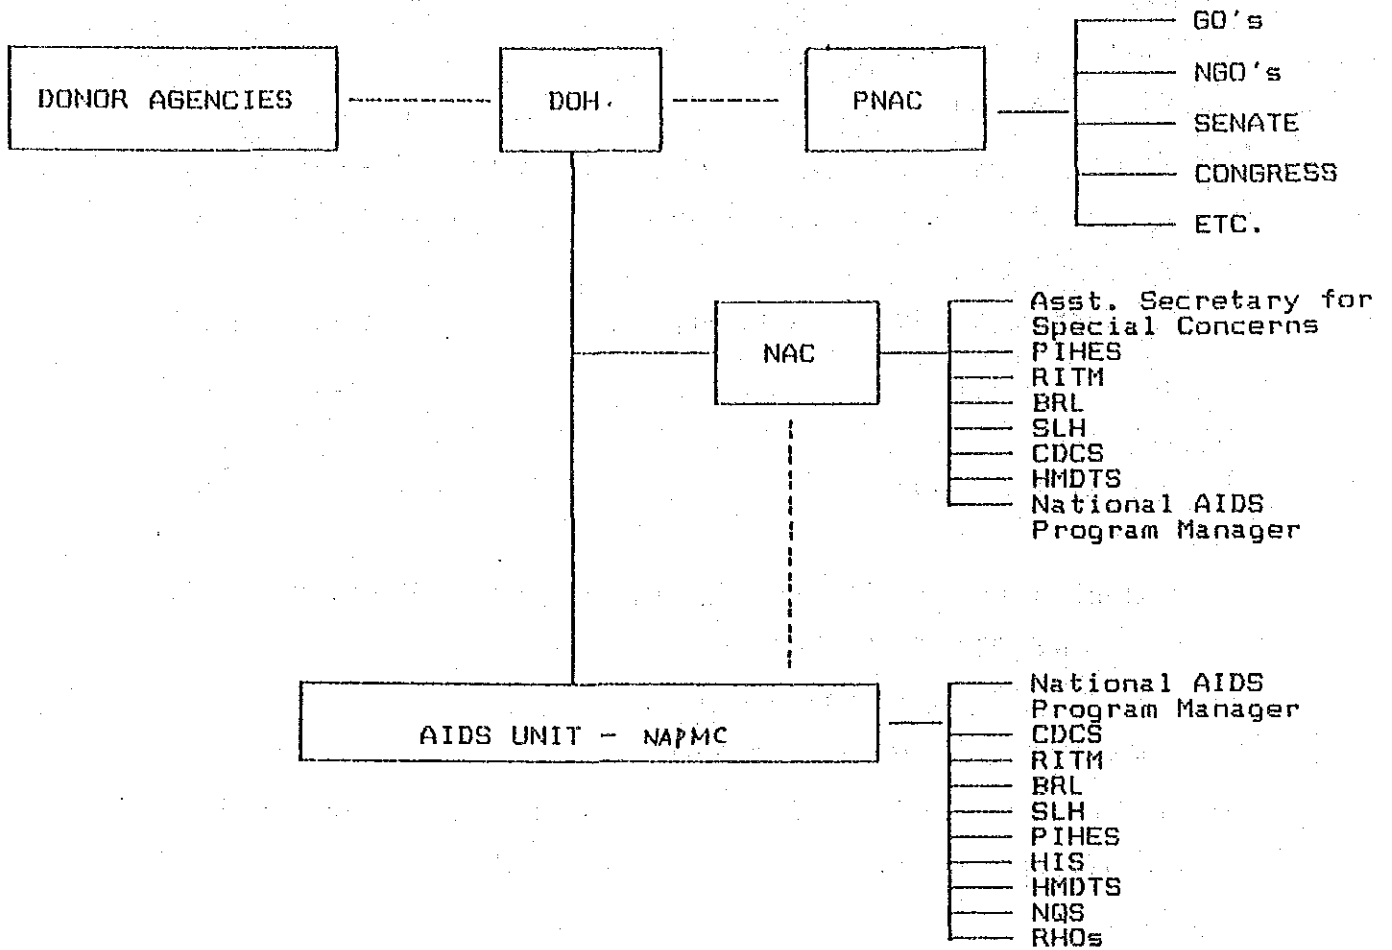 DONOR AGENCIES
DOH.
PNAC
GO's
NGO's
SENATE
CONGRESS
ETC.
NAC
Asst. Secretary for
Special Concerns
PIHES
RITM
BRL
SLH
CDCS
HMDTS
National AIDS
Program Manager
AIDS UNIT - NAPMC
National AIDS
Program Manager
CDCS
RITM
BRL
SLH
PIHES
HIS
HMDTS
NQS
RHOs